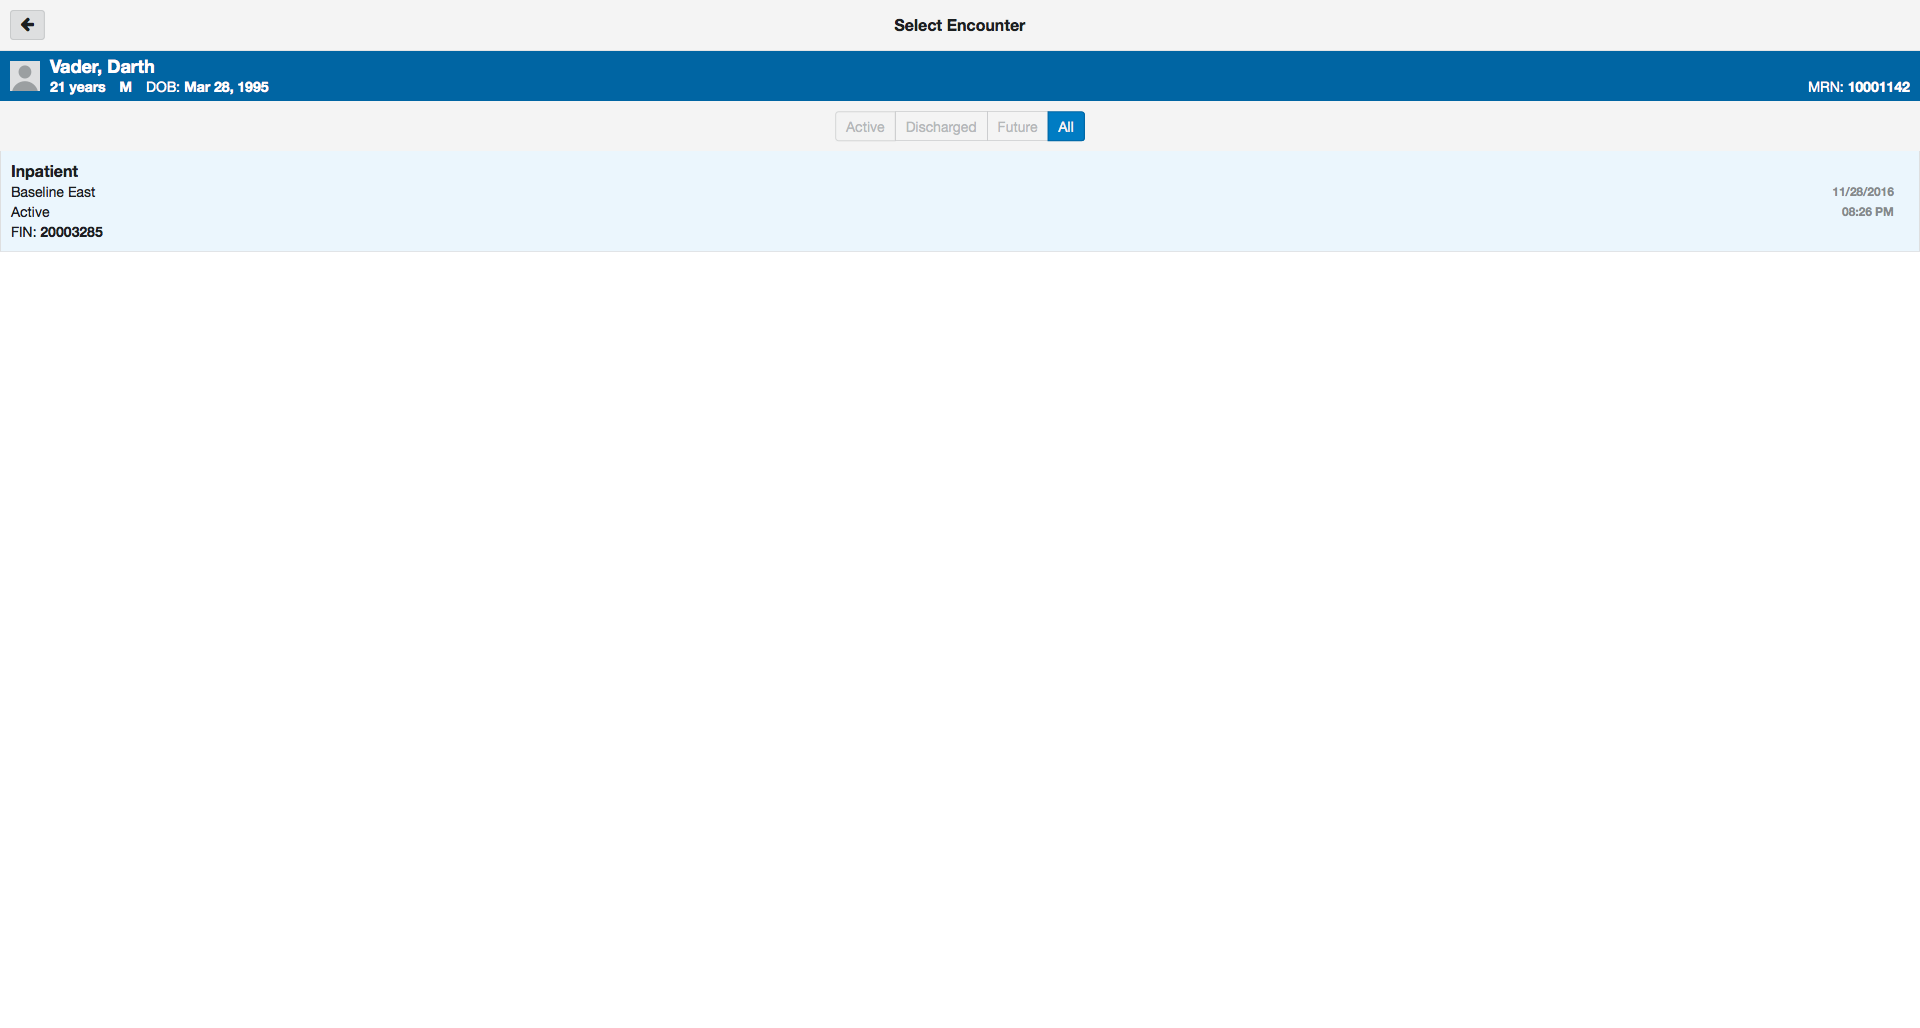 Select Encounter
Vader, Darth
21 years M DOB: Mar 28, 1995 MRN: 10001142
Active Discharged Future All
Inpatient
Baseline East 11/28/2016
Active 08:26 PM
FIN: 20003285